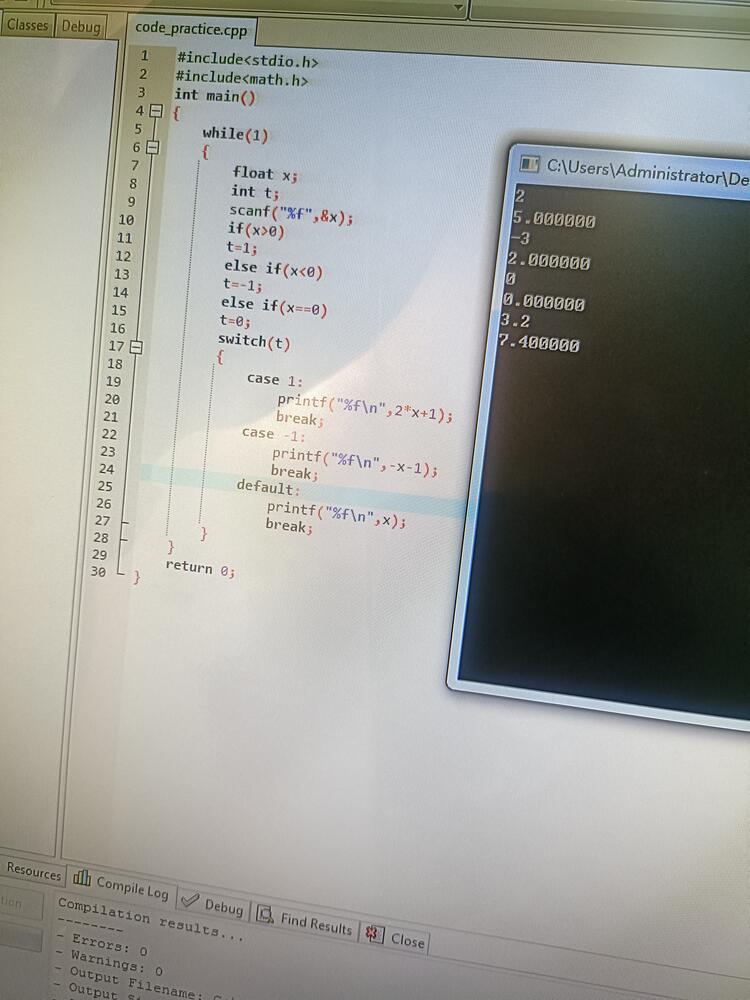 Classes Debug code_practice.cpp
1 #include<stdio.h>
2 #include<math.h>
3 int main()
4 {
5 while(1)
6 {
7 float x;
8 int t;
9 scanf("%f",&x);
10 if(x>0)
11 t=1;
12 else if(x<0)
13 t=-1;
14 else if(x==0)
15 t=0;
16 switch(t)
17 {
18 case 1:
19 printf("%f\n",2*x+1);
20 break;
21 case -1:
22 printf("%f\n",-x-1);
23 break;
24 default:
25 printf("%f\n",x);
26 break;
27 }
28 }
29 return 0;
30 }
C:\Users\Administrator\De
2
5.000000
-3
2.000000
0
0.000000
3.2
7.400000
Resources Compile Log Debug Find Results Close
Compilation results...
--------
- Errors: 0
- Warnings: 0
- Output Filename:
- Output